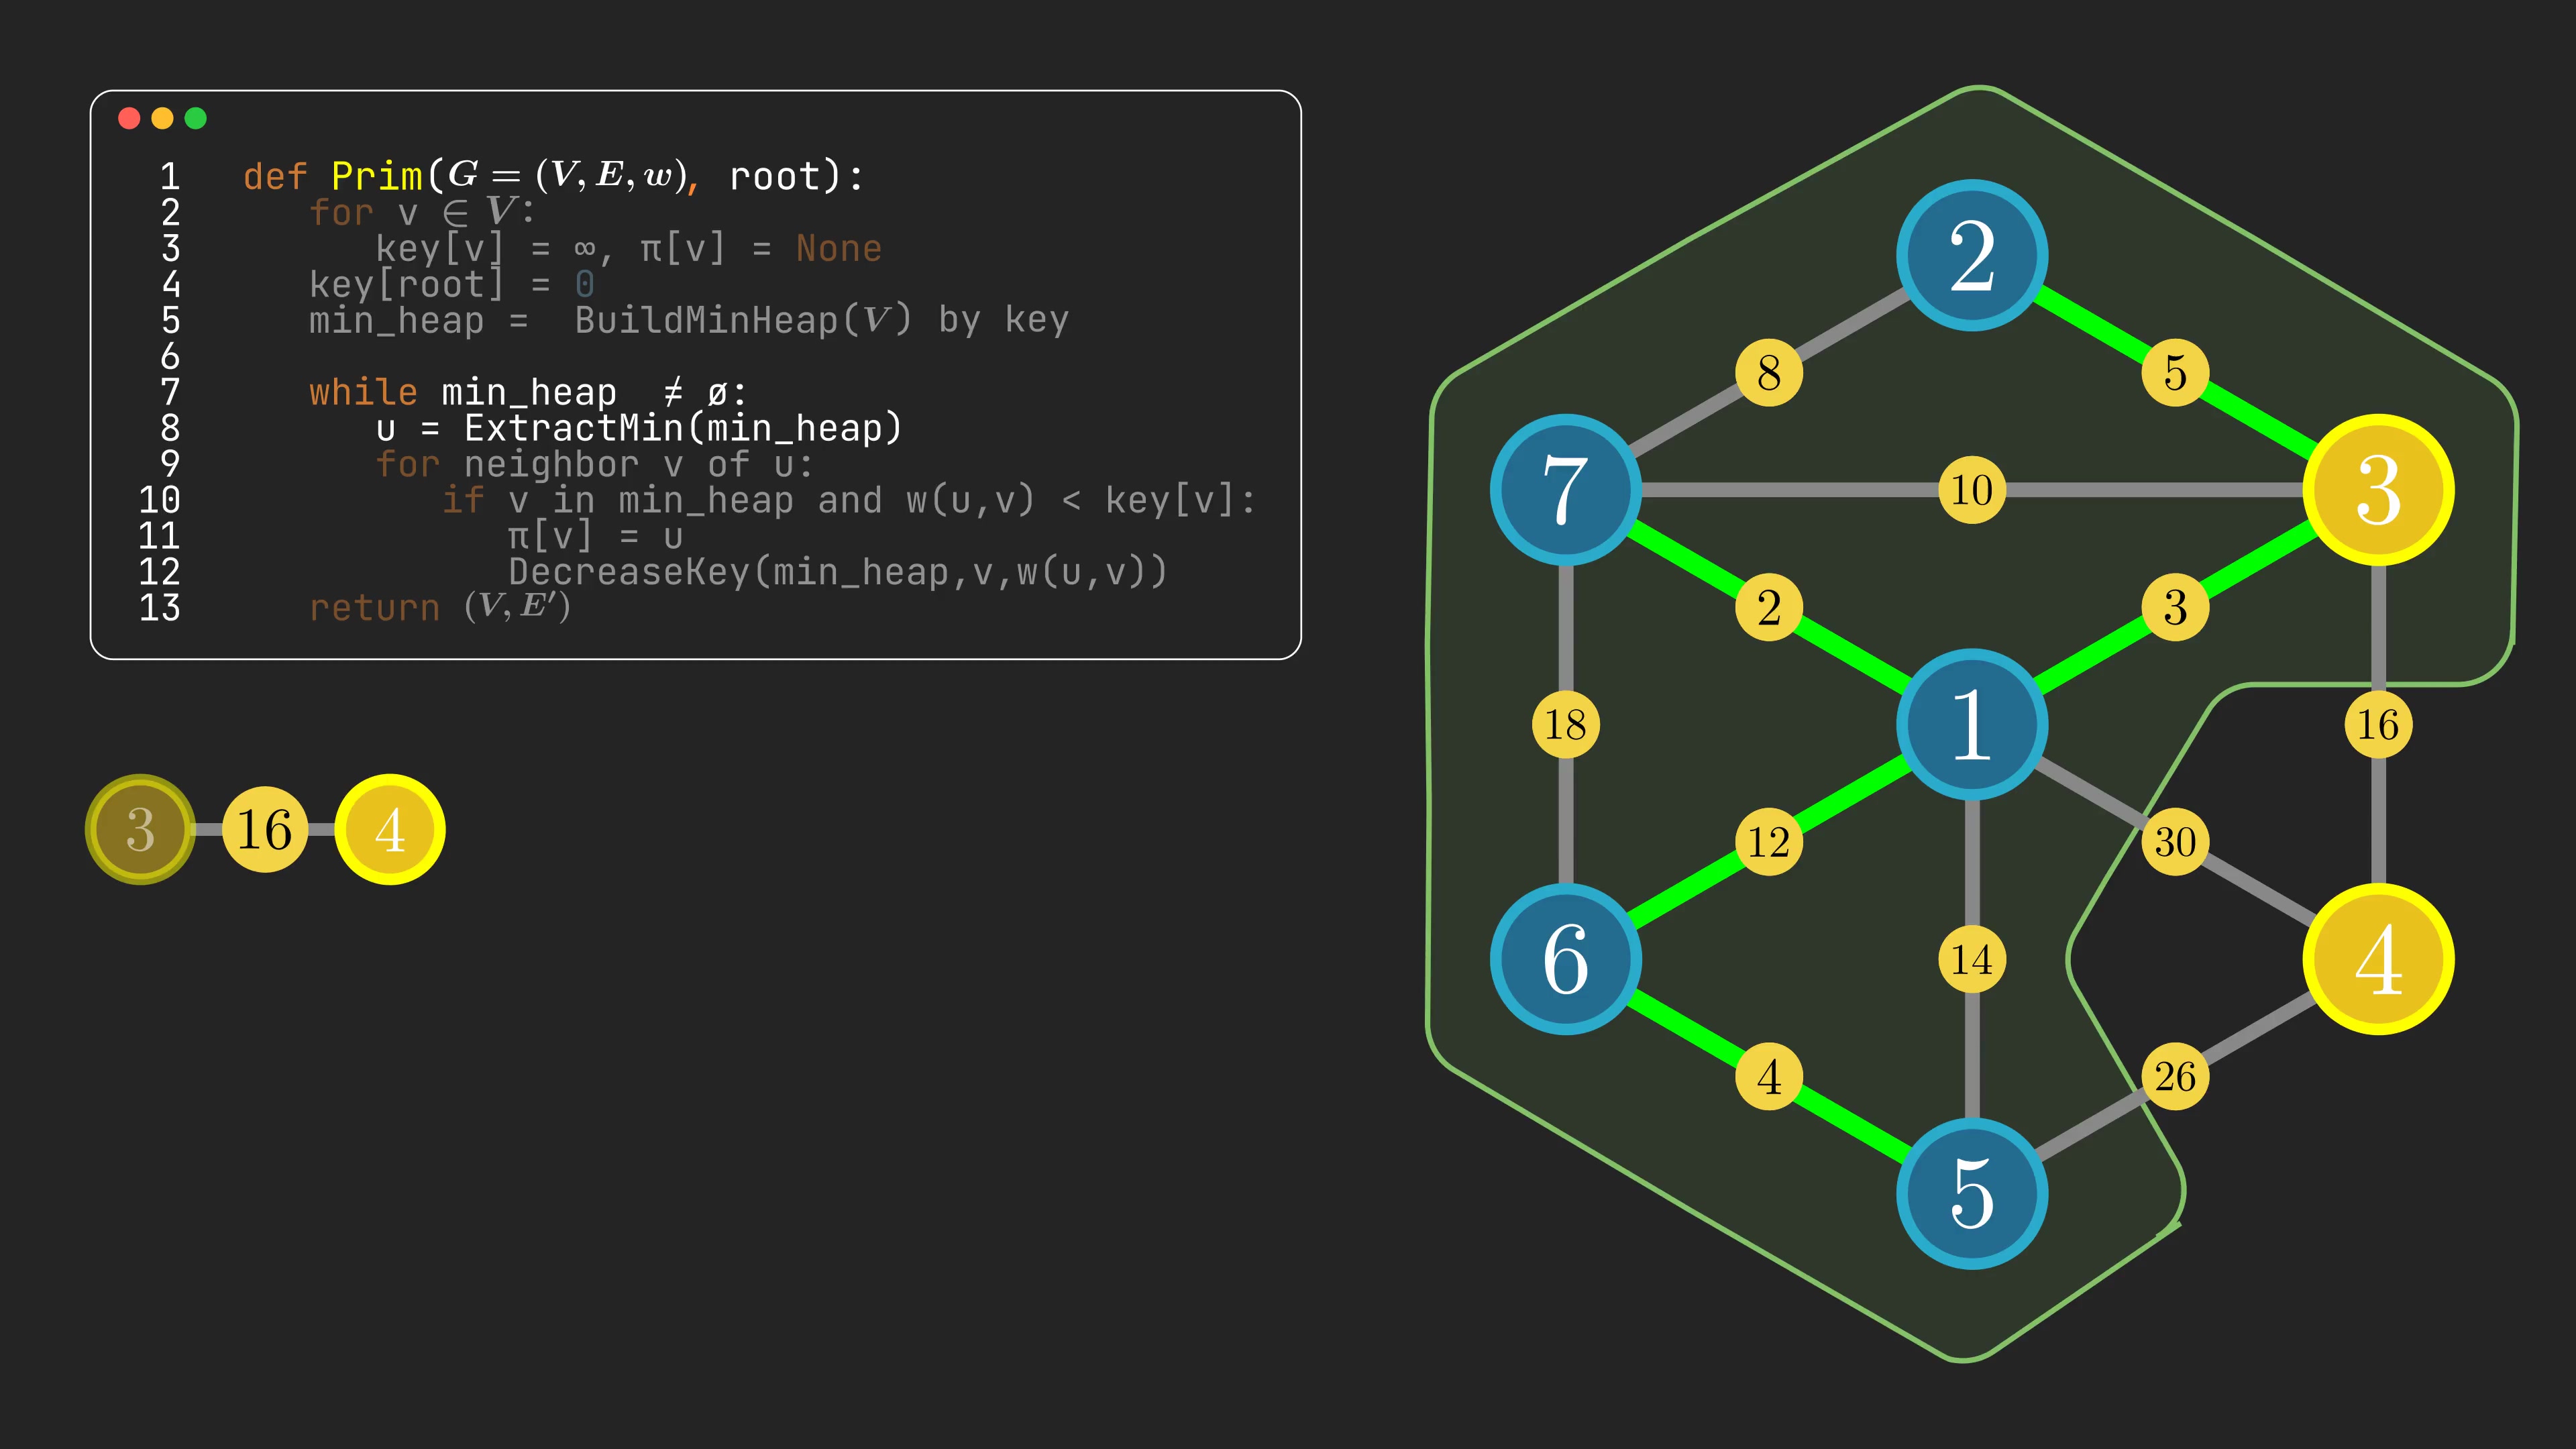 1 def Prim(G = (V, E, w), root):
2 for v ∈ V:
3 key[v] = ∞, π[v] = None
4 key[root] = 0
5 min_heap = BuildMinHeap(V) by key
6
7 while min_heap ≠ ø:
8 u = ExtractMin(min_heap)
9 for neighbor v of u:
10 if v in min_heap and w(u,v) < key[v]:
11 π[v] = u
12 DecreaseKey(min_heap,v,w(u,v))
13 return (V, E′)
3 16 4
2
8 5
7 10 3
2 3
18 1 16
12 30
6 14 4
4 26
5